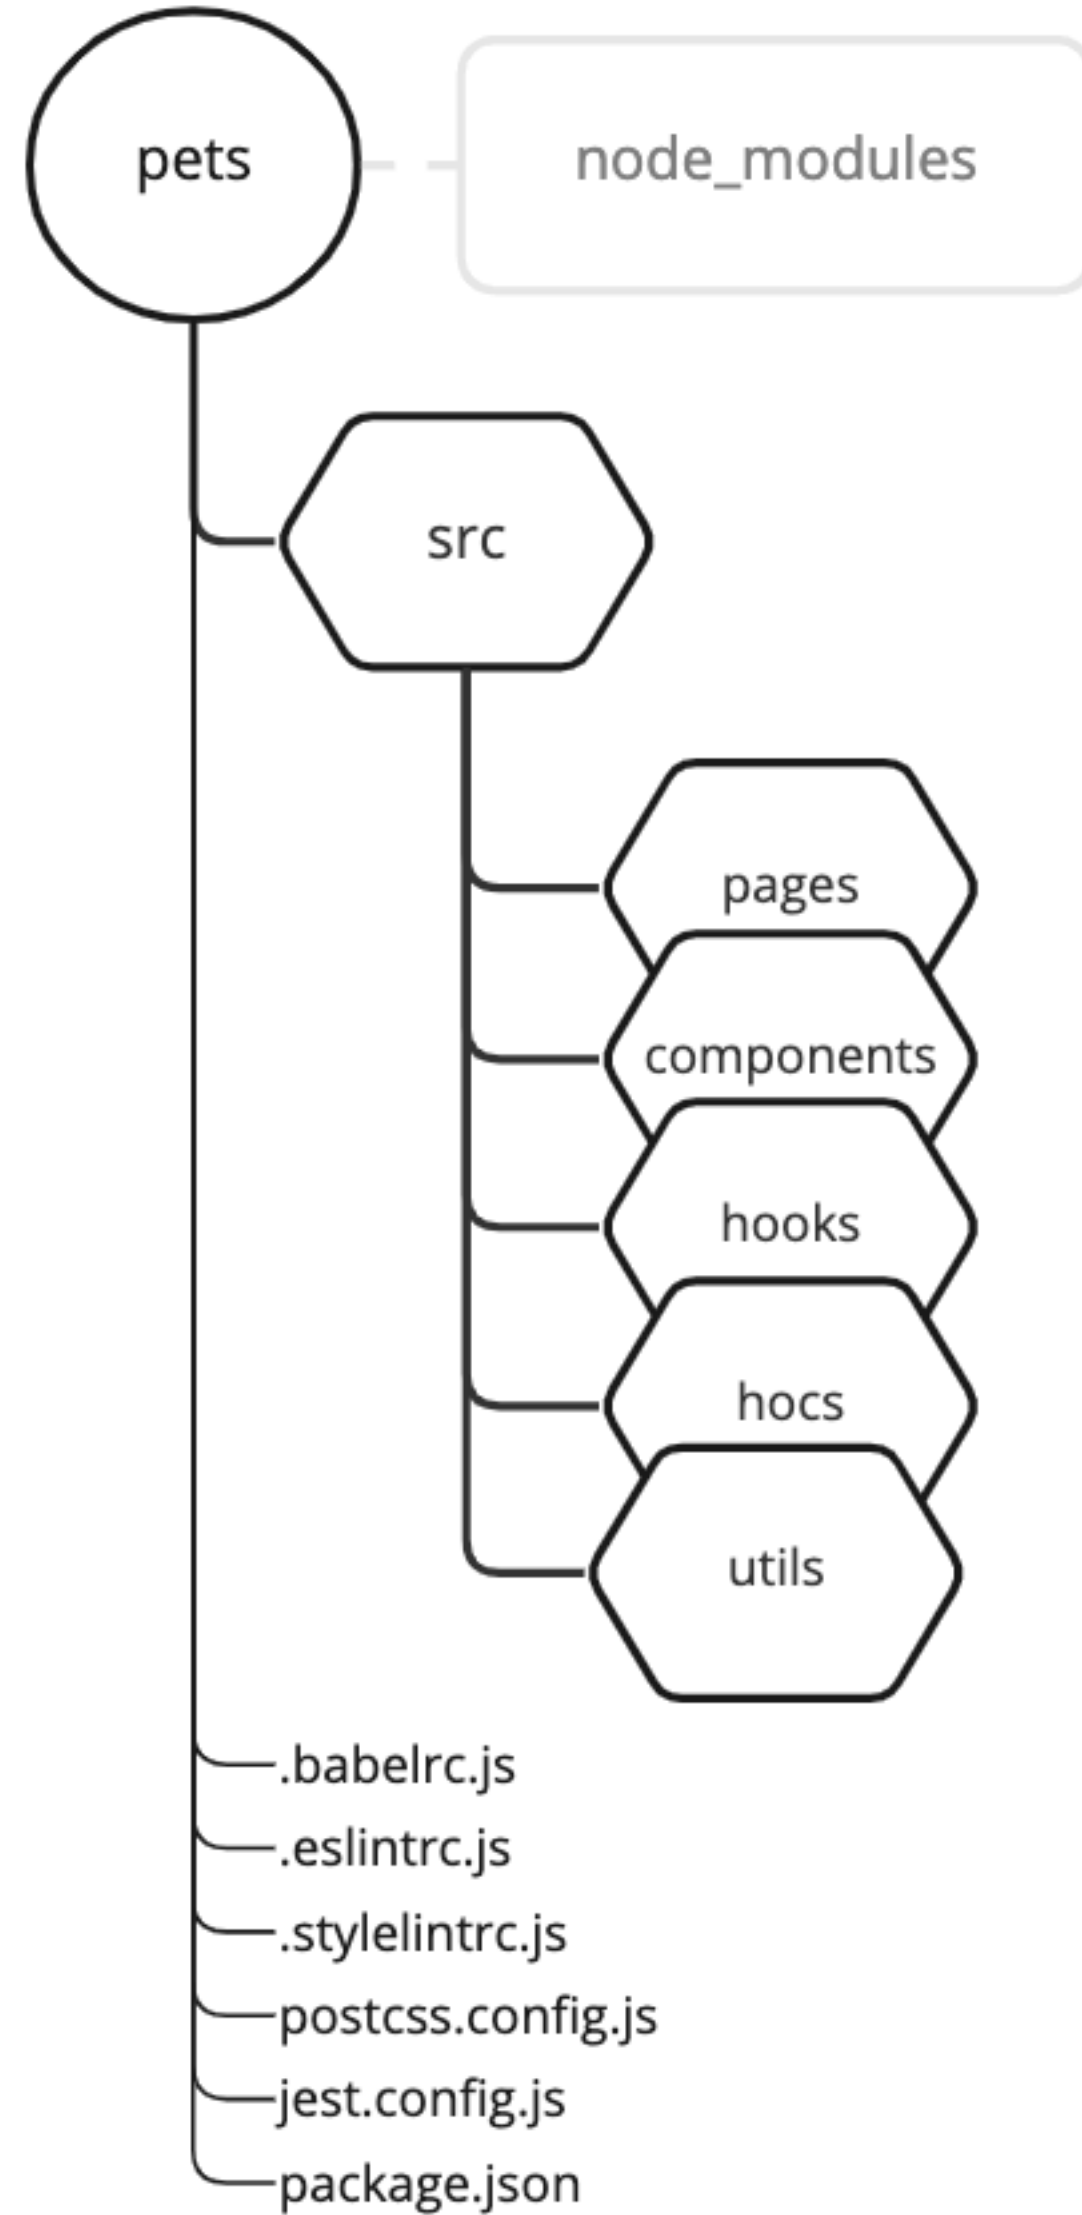 pets
node_modules
src
pages
components
hooks
hocs
utils
.babelrc.js
.eslintrc.js
.stylelintrc.js
postcss.config.js
jest.config.js
package.json